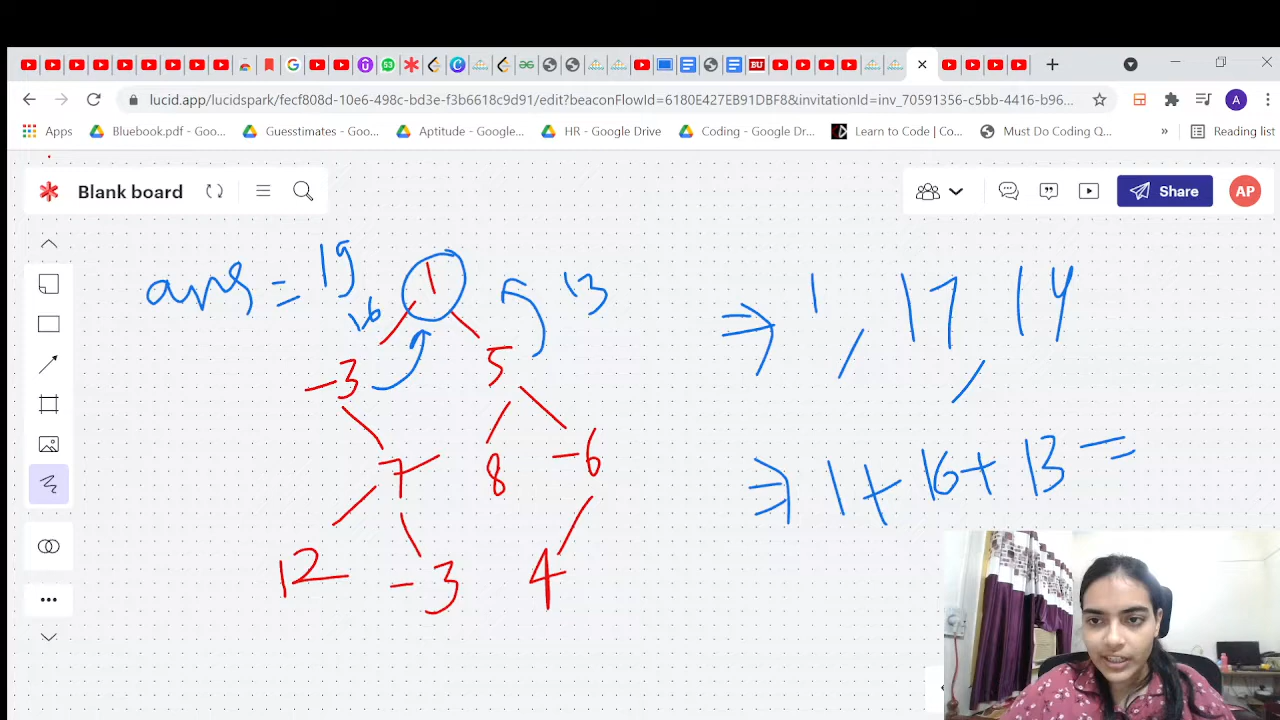 53
lucid.app/lucidspark/fecf808d-10e6-498c-bd3e-f3b6618c9d91/edit?beaconFlowId=6180E427EB91DBF8&invitationId=inv_70591356-c5bb-4416-b96...
A
Apps Bluebook.pdf - Goo... Guesstimates - Goo... Aptitude - Google... HR - Google Drive Coding - Google Dr... Learn to Code | Co... Must Do Coding Q... » Reading list
Blank board Share AP
ans = 19 1 13 ⇒ 1, 17, 14
16
-3 5
7 8 -6 ⇒ 1 + 16 + 13 =
12 -3 4